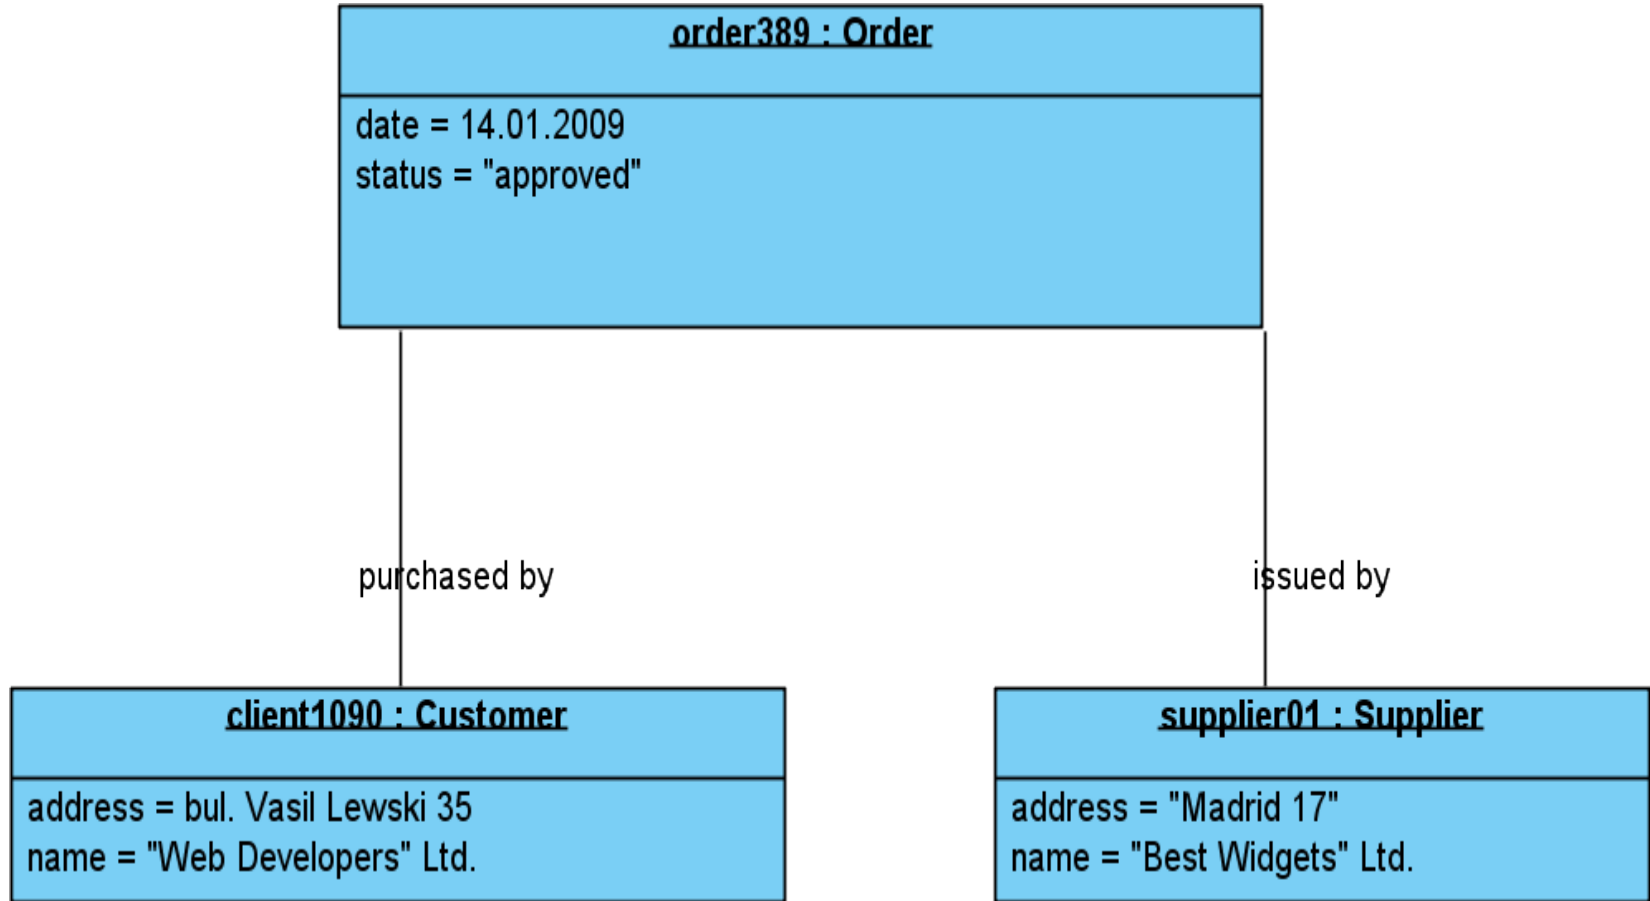 order389 : Order
date = 14.01.2009
status = "approved"
purchased by
issued by
client1090 : Customer
address = bul. Vasil Lewski 35
name = "Web Developers" Ltd.
supplier01 : Supplier
address = "Madrid 17"
name = "Best Widgets" Ltd.